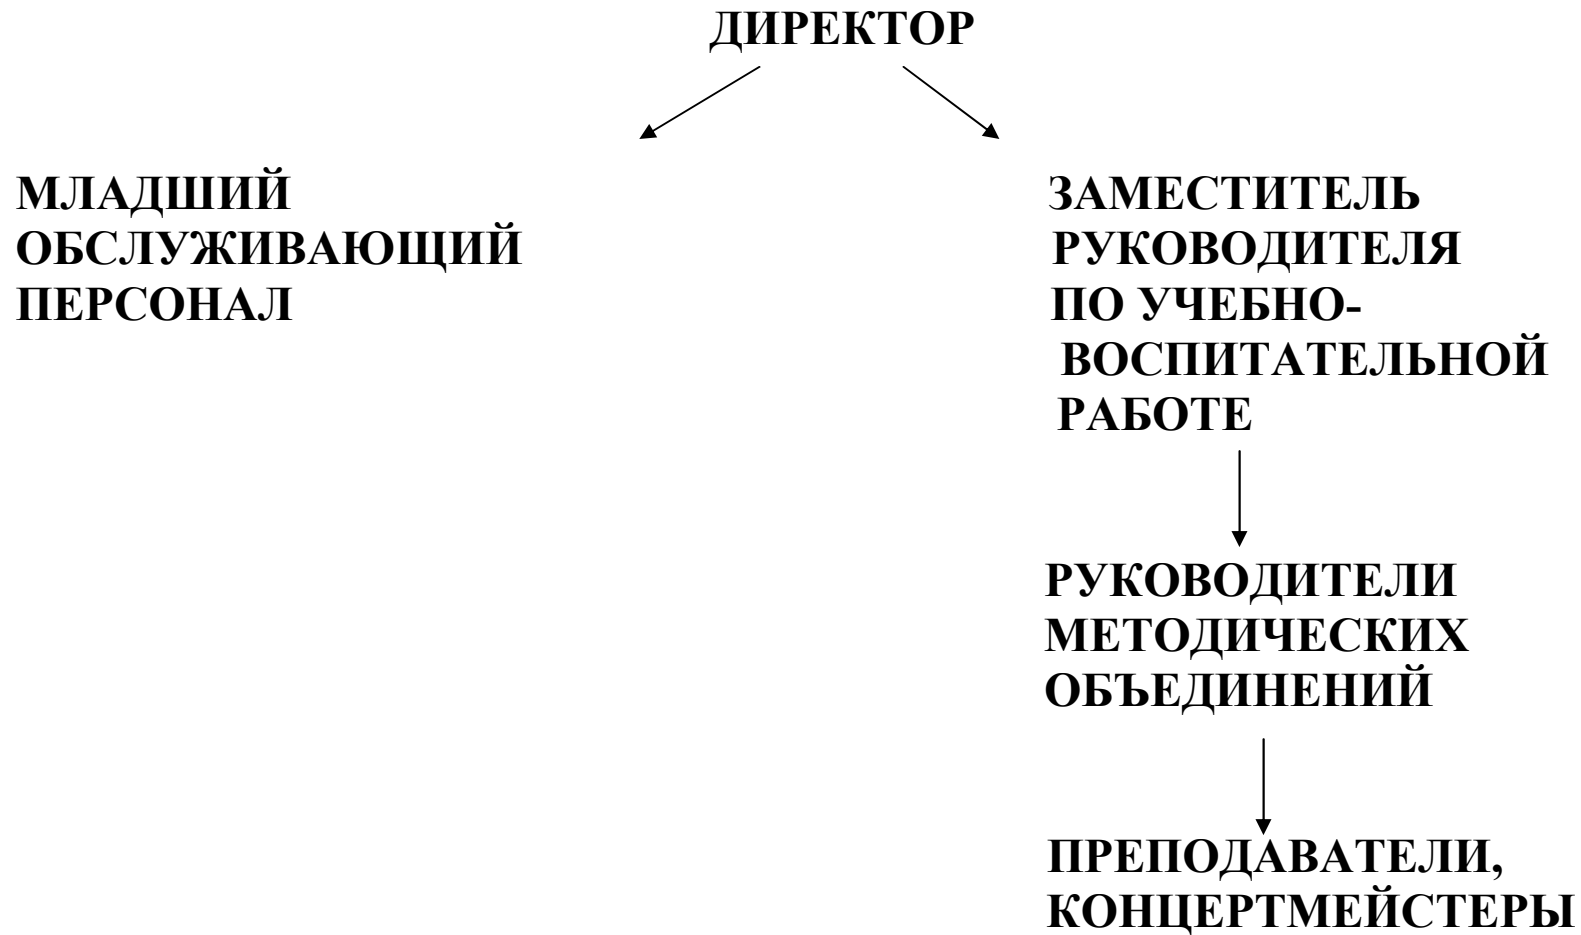 ДИРЕКТОР
МЛАДШИЙ
ОБСЛУЖИВАЮЩИЙ
ПЕРСОНАЛ
ЗАМЕСТИТЕЛЬ
РУКОВОДИТЕЛЯ
ПО УЧЕБНО-
ВОСПИТАТЕЛЬНОЙ
РАБОТЕ
РУКОВОДИТЕЛИ
МЕТОДИЧЕСКИХ
ОБЪЕДИНЕНИЙ
ПРЕПОДАВАТЕЛИ,
КОНЦЕРТМЕЙСТЕРЫ